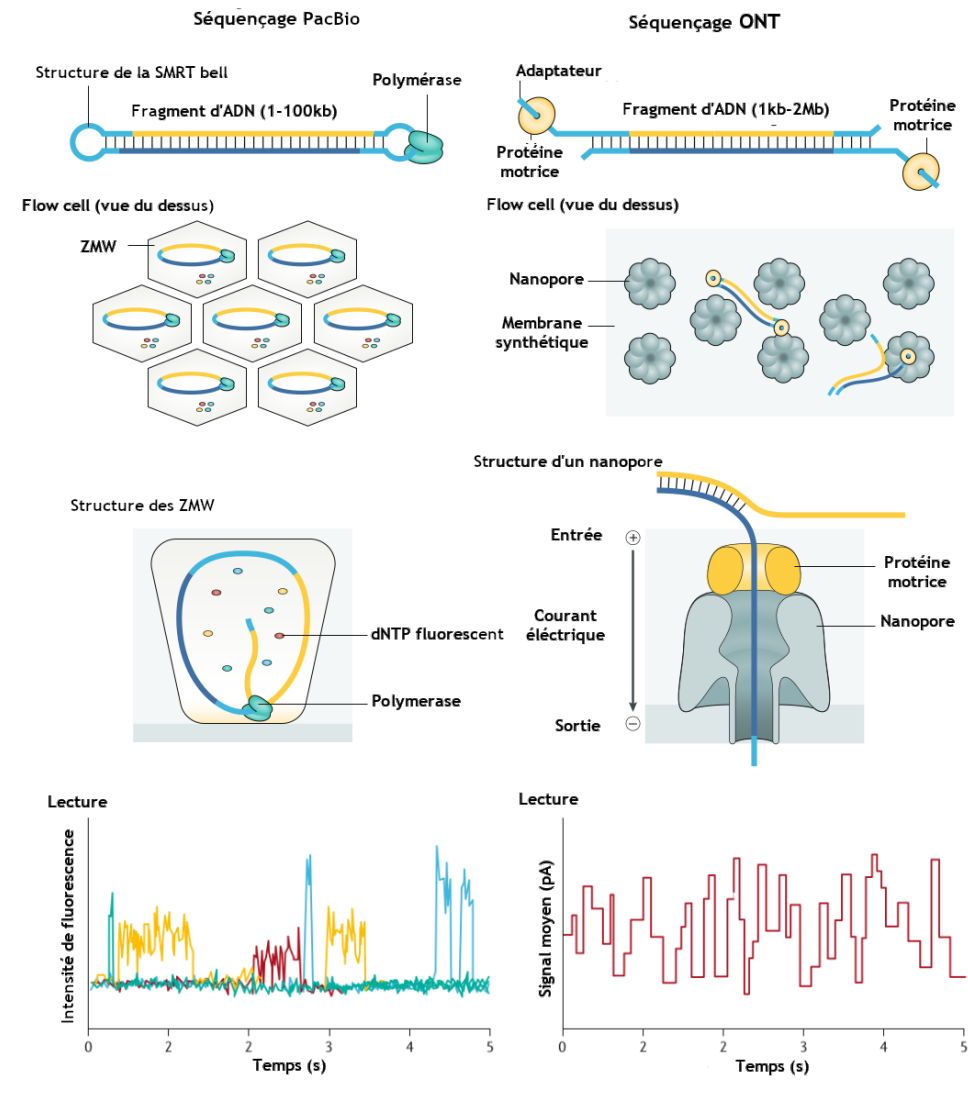 Séquençage PacBio
Structure de la SMRT bell
Polymérase
Fragment d'ADN (1-100kb)
Flow cell (vue du dessus)
ZMW
Structure des ZMW
dNTP fluorescent
Polymerase
Lecture
Intensité de fluorescence
0 2 2 3 4 5
Temps (s)
Séquençage ONT
Adaptateur
Fragment d'ADN (1kb-2Mb)
Protéine
motrice
Protéine
motrice
Flow cell (vue du dessus)
Nanopore
Membrane
synthétique
Structure d'un nanopore
Entrée
+
Protéine
motrice
Courant
éléctrique
Nanopore
Sortie
−
Lecture
Signal moyen (pA)
0 2 2 3 4 5
Temps (s)